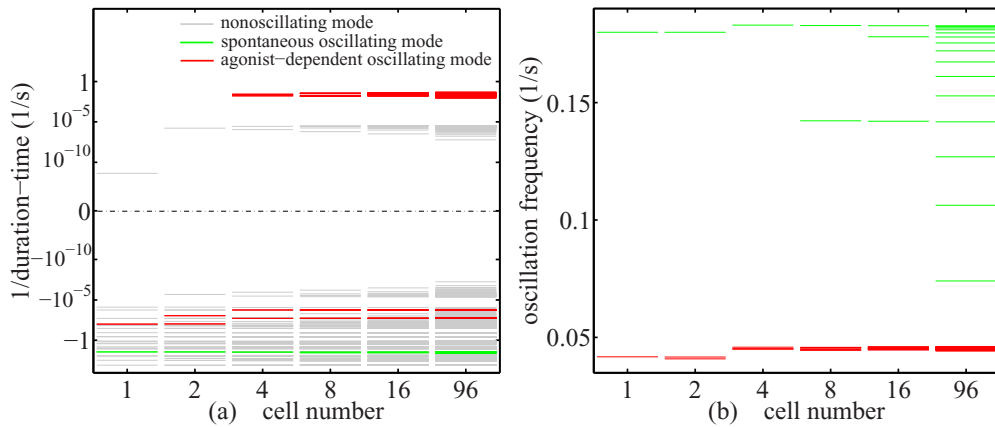 nonoscillating mode
spontaneous oscillating mode
agonist−dependent oscillating mode
1/duration−time (1/s)
1
10^−5
10^−10
0
−10^−10
−10^−5
−1
1 2 4 8 16 96
(a) cell number
oscillation frequency (1/s)
0.15
0.1
0.05
1 2 4 8 16 96
(b) cell number